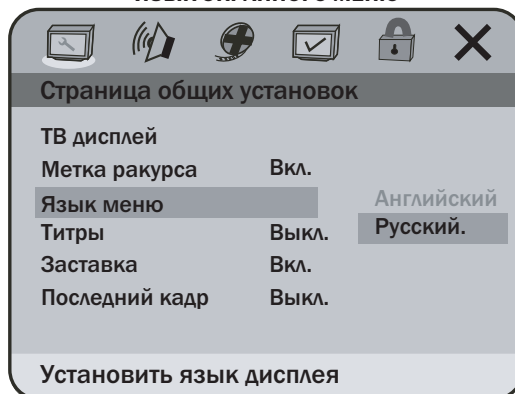 Страница общих установок
ТВ дисплей
Метка ракурса Вкл.
Язык меню Английский
Титры Выкл. Русский.
Заставка Вкл.
Последний кадр Выкл.
Установить язык дисплея